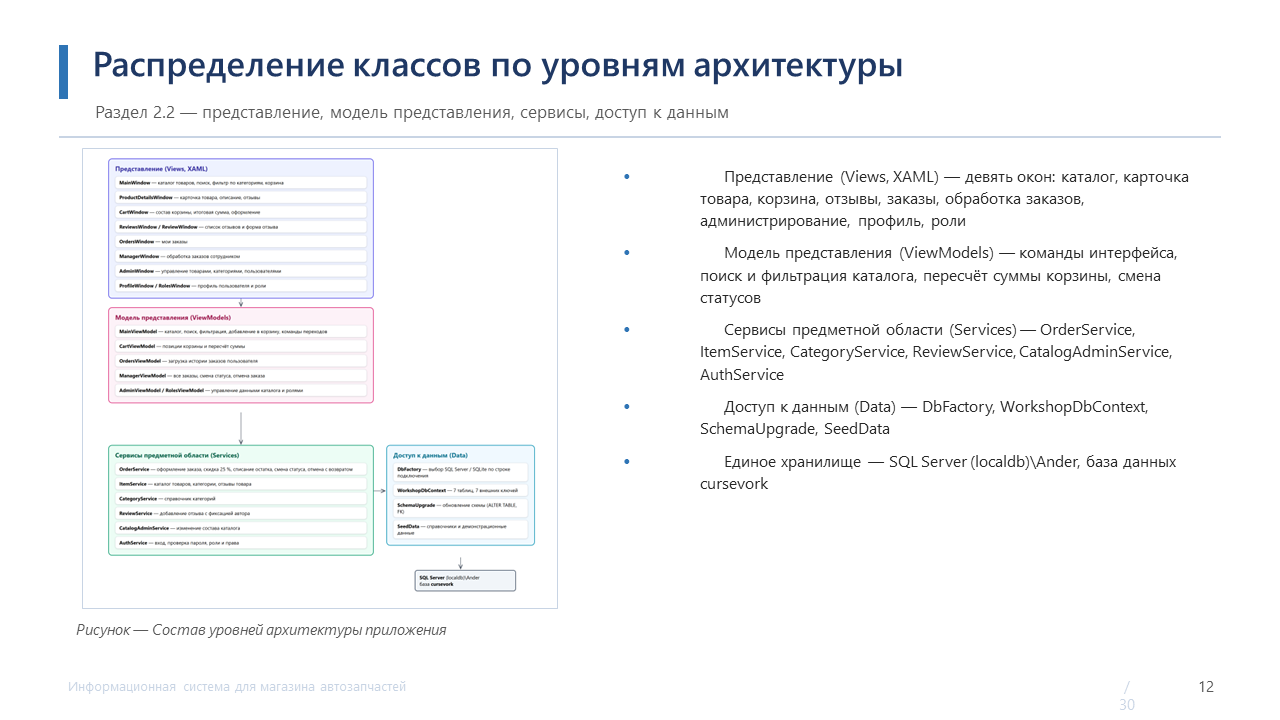 Распределение классов по уровням архитектуры
Раздел 2.2 — представление, модель представления, сервисы, доступ к данным
Представление (Views, XAML)
MainWindow — каталог товаров, поиск, фильтр по категориям, корзина
ProductDetailsWindow — карточка товара, описание, отзывы
CartWindow — состав корзины, итоговая сумма, оформление
ReviewsWindow / ReviewWindow — список отзывов и форма отзыва
OrdersWindow — мои заказы
ManagerWindow — обработка заказов сотрудником
AdminWindow — управление товарами, категориями, пользователями
ProfileWindow / RolesWindow — профиль пользователя и роли
Модель представления (ViewModels)
MainViewModel — каталог, поиск, фильтрация, добавление в корзину, команды переходов
CartViewModel — позиции корзины и пересчёт суммы
OrdersViewModel — загрузка истории заказов пользователя
ManagerViewModel — все заказы, смена статуса, отмена заказа
AdminViewModel / RolesViewModel — управление данными каталога и ролями
Сервисы предметной области (Services)
OrderService — оформление заказа, скидка 25 %, списание остатка, смена статуса, отмена с возвратом
ItemService — каталог товаров, категории, отзывы товара
CategoryService — справочник категорий
ReviewService — добавление отзыва с фиксацией автора
CatalogAdminService — изменение состава каталога
AuthService — вход, проверка пароля, роли и права
Доступ к данным (Data)
DbFactory — выбор SQL Server / SQLite по строке
подключения
WorkshopDbContext — 7 таблиц, 7 внешних ключей
SchemaUpgrade — обновление схемы (ALTER TABLE,
FK)
SeedData — справочники и демонстрационные
данные
SQL Server (localdb)\Ander
база cursevork
Рисунок — Состав уровней архитектуры приложения
• Представление (Views, XAML) — девять окон: каталог, карточка
товара, корзина, отзывы, заказы, обработка заказов,
администрирование, профиль, роли
• Модель представления (ViewModels) — команды интерфейса,
поиск и фильтрация каталога, пересчёт суммы корзины, смена
статусов
• Сервисы предметной области (Services) — OrderService,
ItemService, CategoryService, ReviewService, CatalogAdminService,
AuthService
• Доступ к данным (Data) — DbFactory, WorkshopDbContext,
SchemaUpgrade, SeedData
• Единое хранилище — SQL Server (localdb)\Ander, база данных
cursevork
Информационная система для магазина автозапчастей
/
30
12